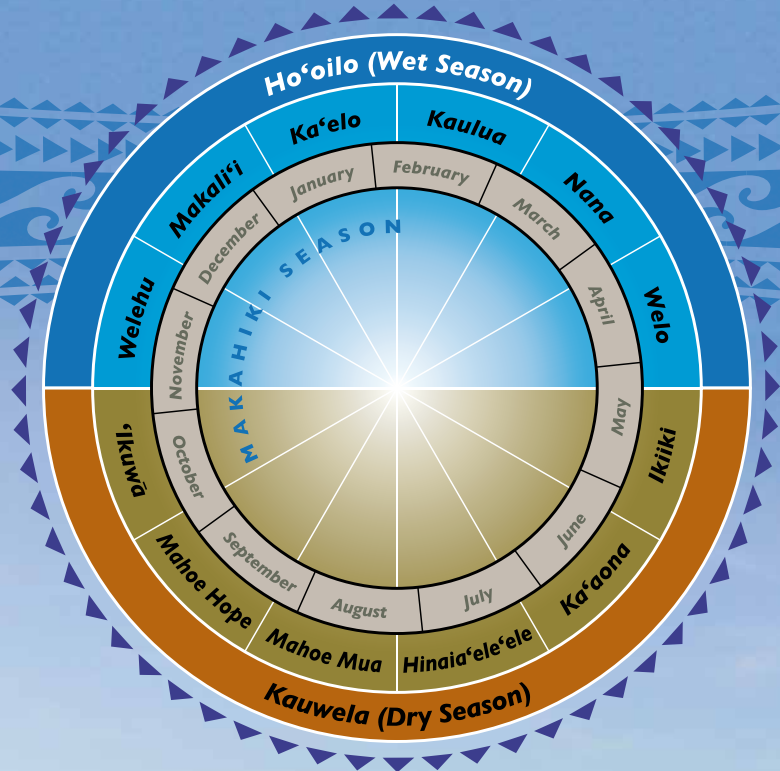 Hoʻoilo (Wet Season)
Welehu
Makaliʻi
Kaʻelo
Kaulua
Nana
Welo
Ikiiki
Kaʻaona
Hinaiaʻeleʻele
Mahoe Mua
Mahoe Hope
ʻIkuwā
January
February
March
April
May
June
July
August
September
October
November
December
MAKAHIKI SEASON
Kauwela (Dry Season)